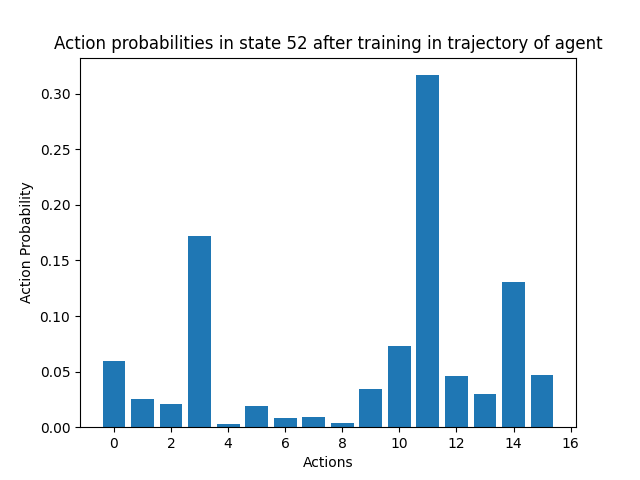 Action probabilities in state 52 after training in trajectory of agent
0.30
0.25
0.20
0.15
0.10
0.05
0.00
Action Probability
0 2 4 6 8 10 12 14 16
Actions